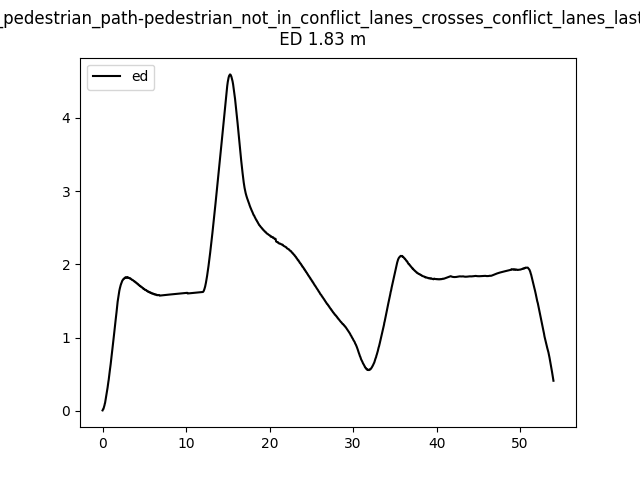 _pedestrian_path-pedestrian_not_in_conflict_lanes_crosses_conflict_lanes_last
ED 1.83 m
ed
4
3
2
1
0
0 10 20 30 40 50